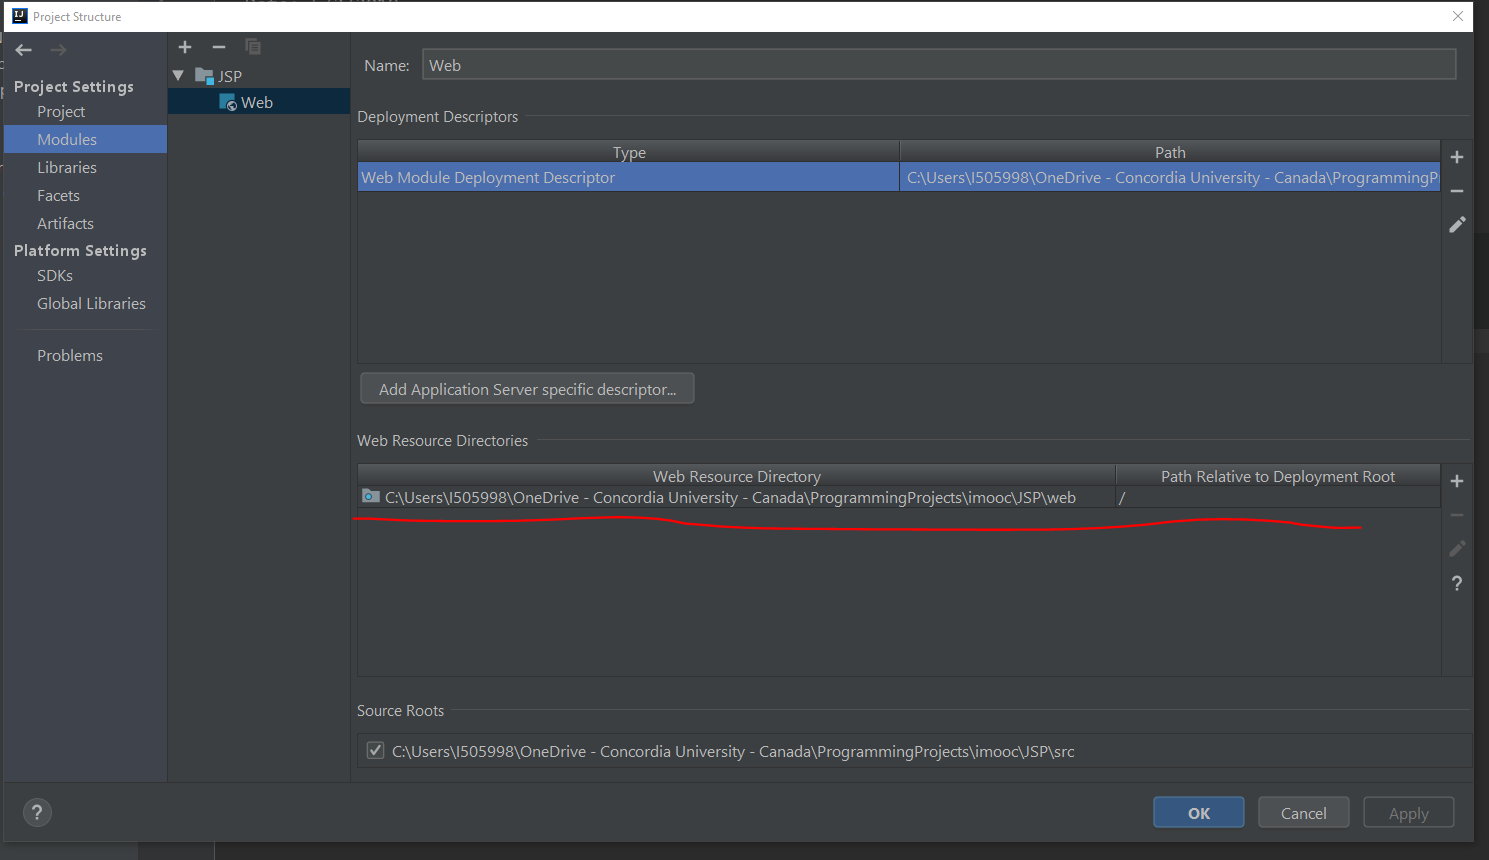 Project Structure
Project Settings
Project
Modules
Libraries
Facets
Artifacts
Platform Settings
SDKs
Global Libraries
Problems
JSP
Web
Name: Web
Deployment Descriptors
Type Path
Web Module Deployment Descriptor C:\Users\I505998\OneDrive - Concordia University - Canada\ProgrammingP
Add Application Server specific descriptor...
Web Resource Directories
Web Resource Directory Path Relative to Deployment Root
C:\Users\I505998\OneDrive - Concordia University - Canada\ProgrammingProjects\imooc\JSP\web /
?
Source Roots
C:\Users\I505998\OneDrive - Concordia University - Canada\ProgrammingProjects\imooc\JSP\src
? OK Cancel Apply